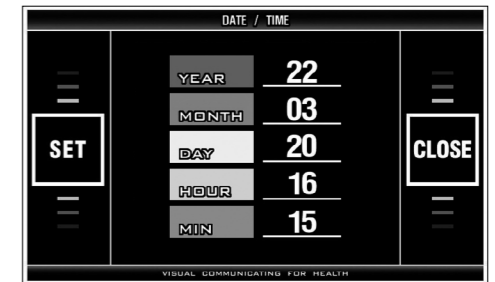 DATE / TIME
YEAR 22
MONTH 03
SET DAY 20 CLOSE
HOUR 16
MIN 15
VISUAL COMMUNICATING FOR HEALTH